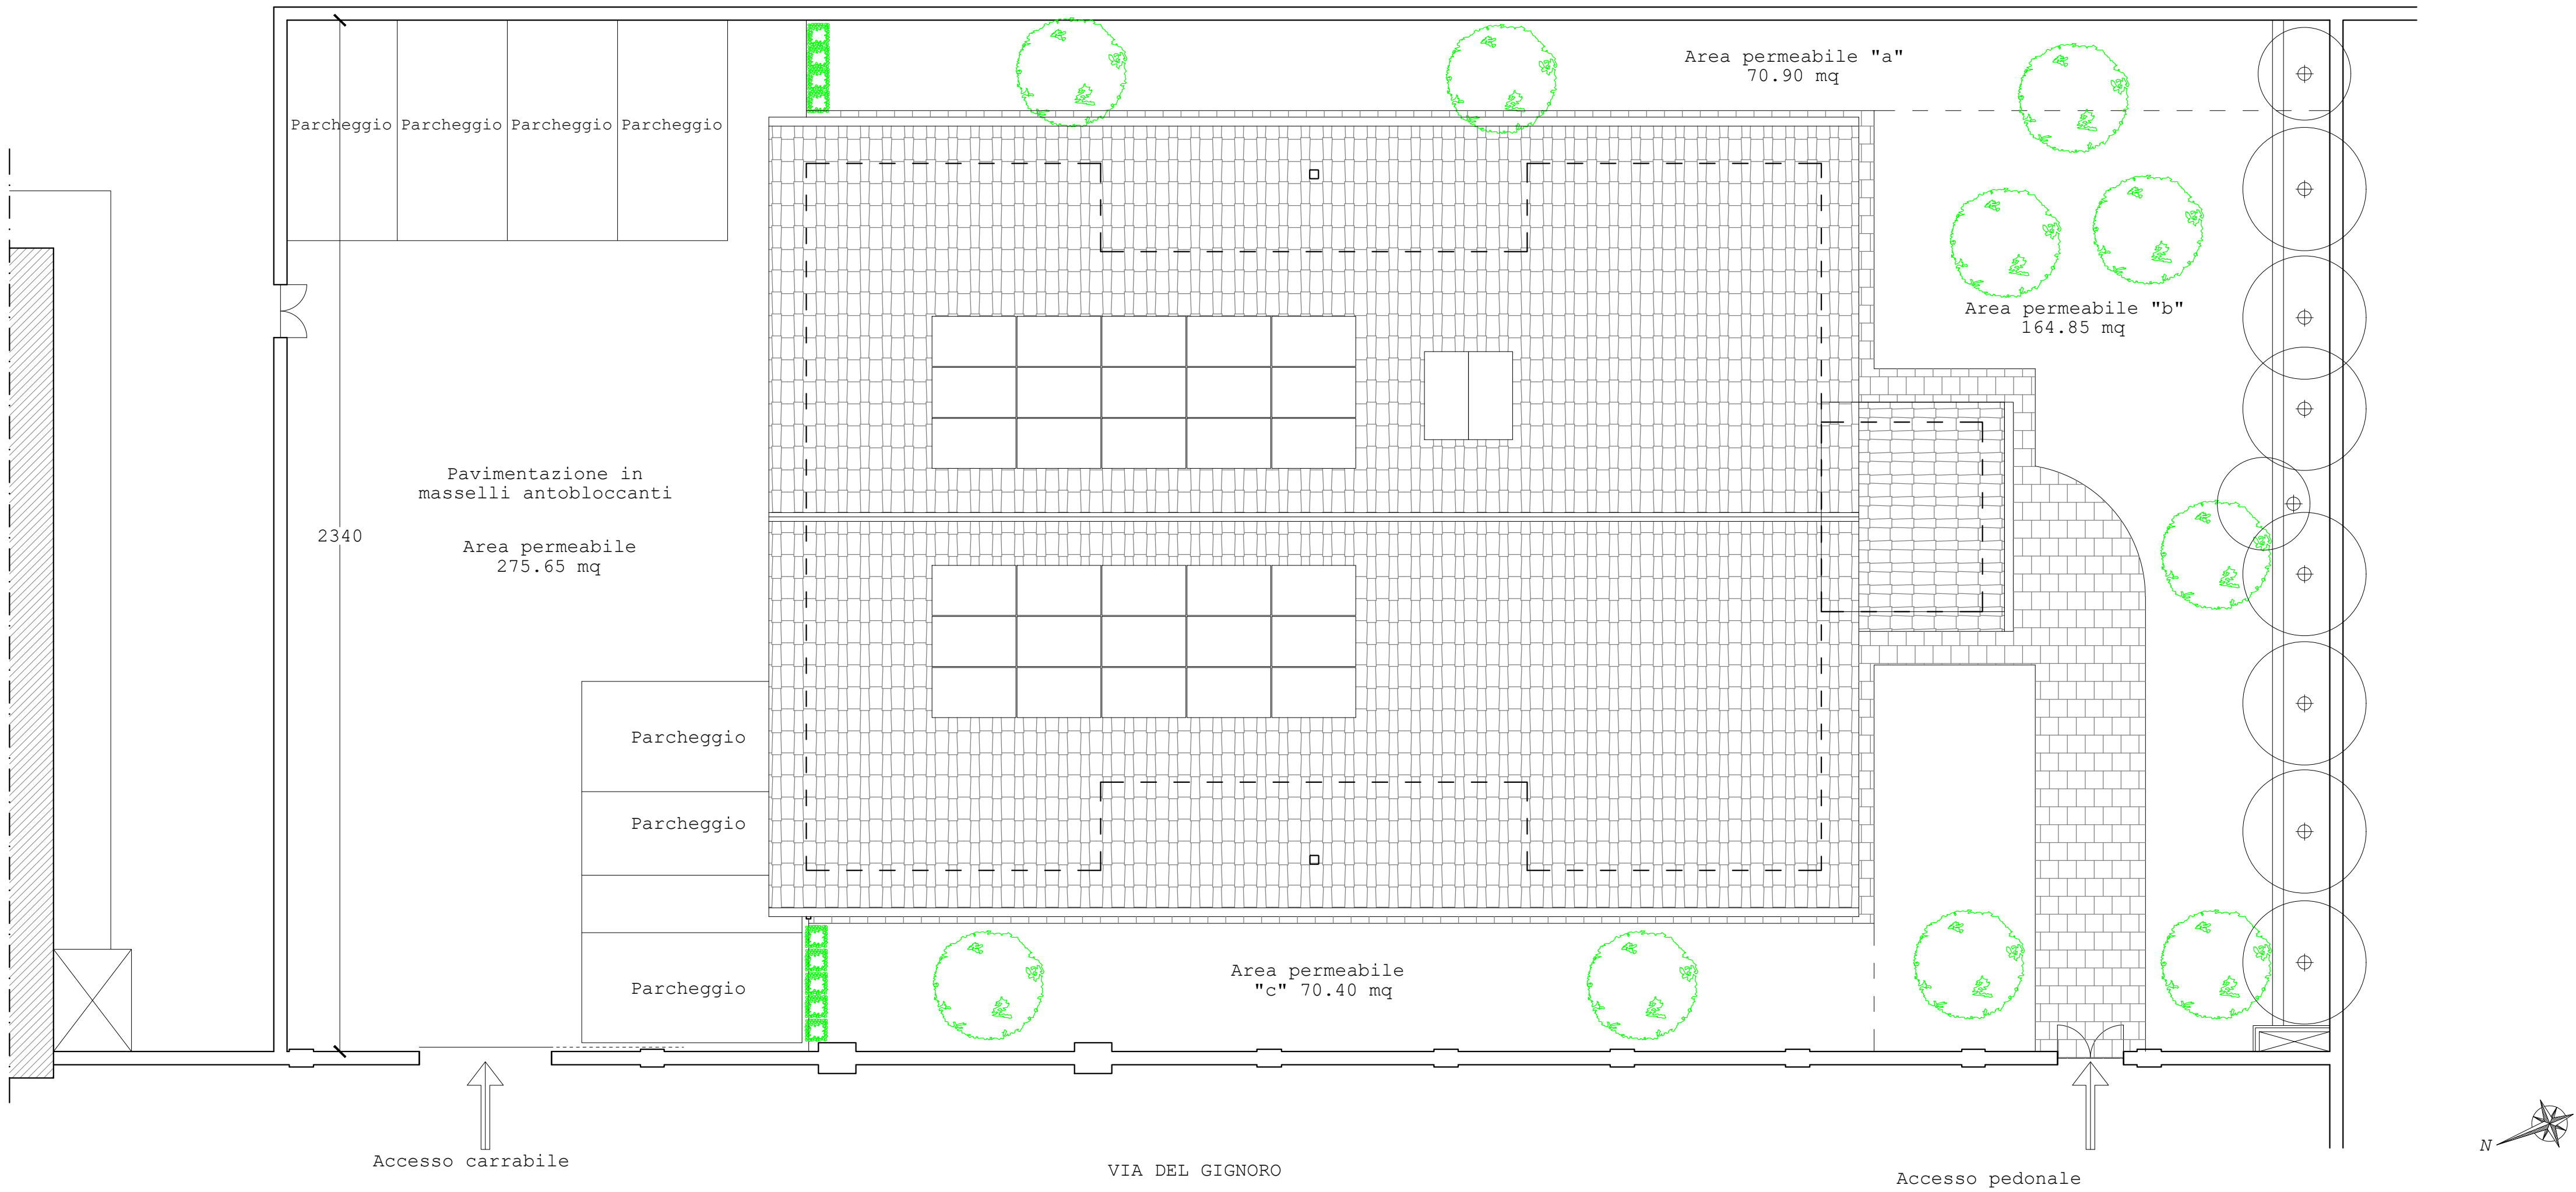 Area permeabile "a"
70.90 mq
Parcheggio
Parcheggio
Parcheggio
Parcheggio
Area permeabile "b"
164.85 mq
Pavimentazione in
masselli antobloccanti
2340
Area permeabile
275.65 mq
Parcheggio
Parcheggio
Parcheggio
Area permeabile
"c" 70.40 mq
N
Accesso carrabile
VIA DEL GIGNORO
Accesso pedonale